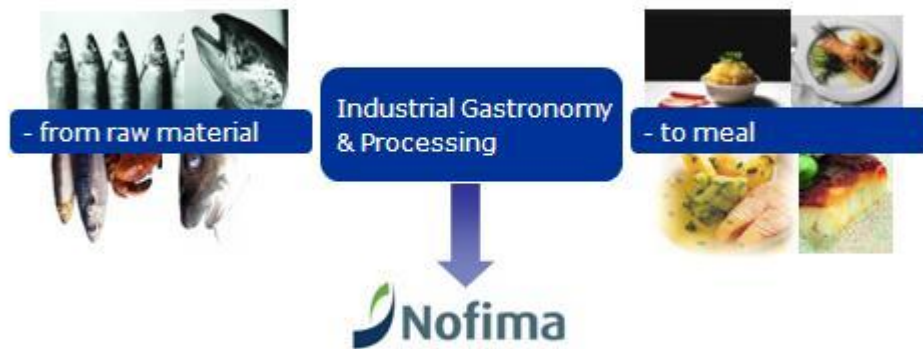 - from raw material
Industrial Gastronomy
& Processing
- to meal
Nofima